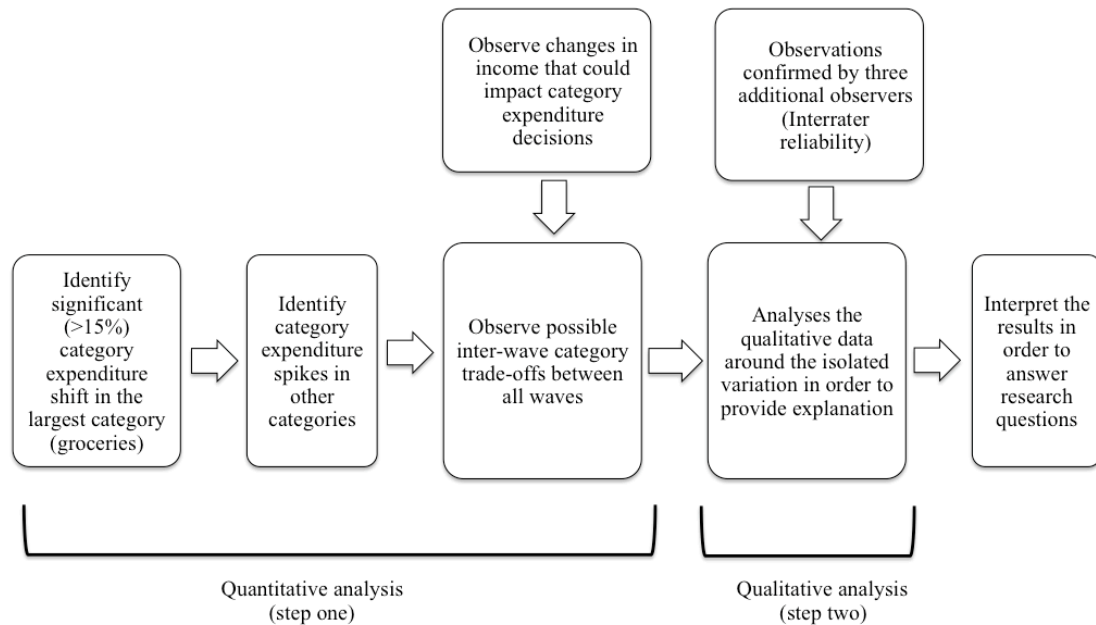 Observe changes in
income that could
impact category
expenditure
decisions
Observations
confirmed by three
additional observers
(Interrater
reliability)
Identify
significant
(>15%)
category
expenditure
shift in the
largest category
(groceries)
Identify
category
expenditure
spikes in
other
categories
Observe possible
inter-wave category
trade-offs between
all waves
Analyses the
qualitative data
around the isolated
variation in order to
provide explanation
Interpret the
results in
order to
answer
research
questions
Quantitative analysis
(step one)
Qualitative analysis
(step two)